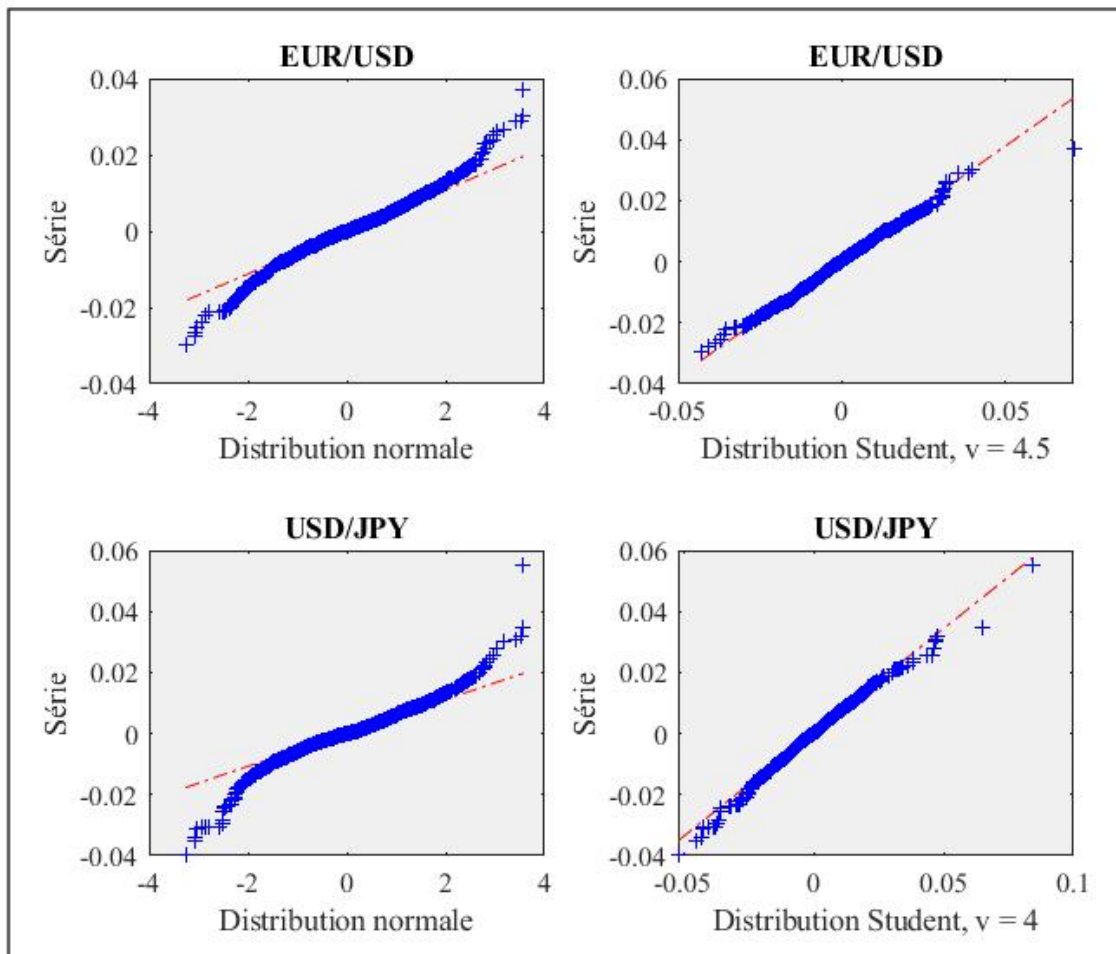 EUR/USD
0.04
0.02
0
-0.02
-0.04
Série
-4 -2 0 2 4
Distribution normale
EUR/USD
0.06
0.04
0.02
0
-0.02
-0.04
Série
-0.05 0 0.05
Distribution Student, v = 4.5
USD/JPY
0.06
0.04
0.02
0
-0.02
-0.04
Série
-4 -2 0 2 4
Distribution normale
USD/JPY
0.06
0.04
0.02
0
-0.02
-0.04
Série
-0.05 0 0.05 0.1
Distribution Student, v = 4